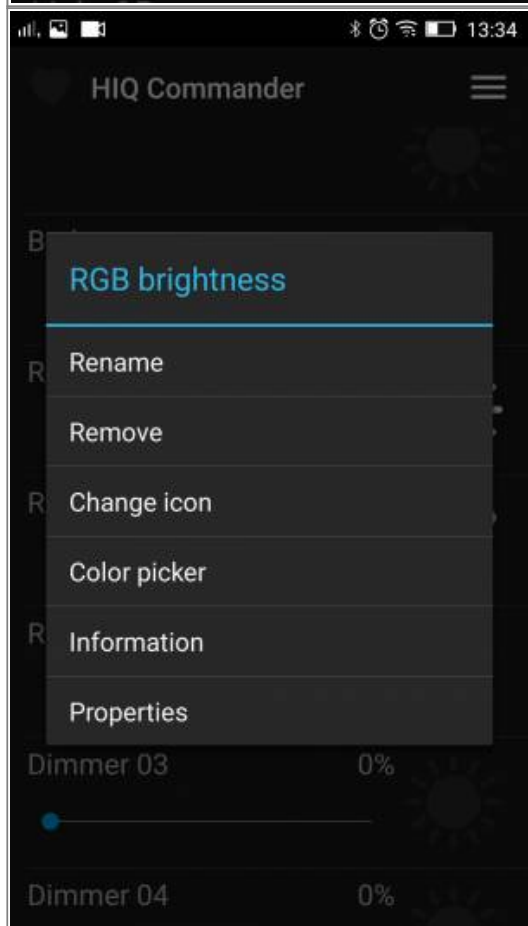 13:34
HIQ Commander
B
RGB brightness
Rename
R
Remove
Change icon
R
Color picker
Information
R
Properties
Dimmer 03 0%
Dimmer 04 0%